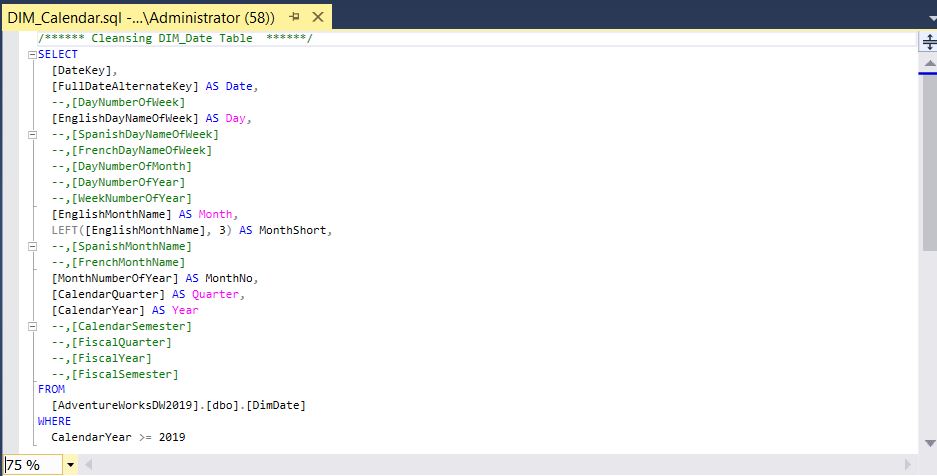 DIM_Calendar.sql -...\Administrator (58))
/****** Cleansing DIM_Date Table  ******/
SELECT
[DateKey],
[FullDateAlternateKey] AS Date,
--,[DayNumberOfWeek]
[EnglishDayNameOfWeek] AS Day,
--,[SpanishDayNameOfWeek]
--,[FrenchDayNameOfWeek]
--,[DayNumberOfMonth]
--,[DayNumberOfYear]
--,[WeekNumberOfYear]
[EnglishMonthName] AS Month,
LEFT([EnglishMonthName], 3) AS MonthShort,
--,[SpanishMonthName]
--,[FrenchMonthName]
[MonthNumberOfYear] AS MonthNo,
[CalendarQuarter] AS Quarter,
[CalendarYear] AS Year
--,[CalendarSemester]
--,[FiscalQuarter]
--,[FiscalYear]
--,[FiscalSemester]
FROM
[AdventureWorksDW2019].[dbo].[DimDate]
WHERE
CalendarYear >= 2019
75 %